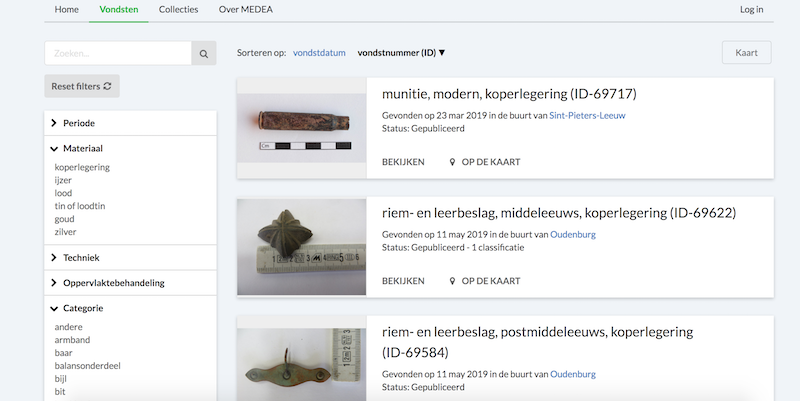 Home Vondsten Collecties Over MEDEA Log in
Zoeken...
Reset filters
Periode
Materiaal
koperlegering
ijzer
lood
tin of loodtin
goud
zilver
Techniek
Oppervlaktebehandeling
Categorie
andere
armband
baar
balansonderdeel
bijl
bit
Sorteren op: vondstdatum vondstnummer (ID) ▼ Kaart
munitie, modern, koperlegering (ID-69717)
Gevonden op 23 mar 2019 in de buurt van Sint-Pieters-Leeuw
Status: Gepubliceerd
BEKIJKEN OP DE KAART
riem- en leerbeslag, middeleeuws, koperlegering (ID-69622)
Gevonden op 11 may 2019 in de buurt van Oudenburg
Status: Gepubliceerd - 1 classificatie
BEKIJKEN OP DE KAART
riem- en leerbeslag, postmiddeleeuws, koperlegering
(ID-69584)
Gevonden op 11 may 2019 in de buurt van Oudenburg
Status: Gepubliceerd